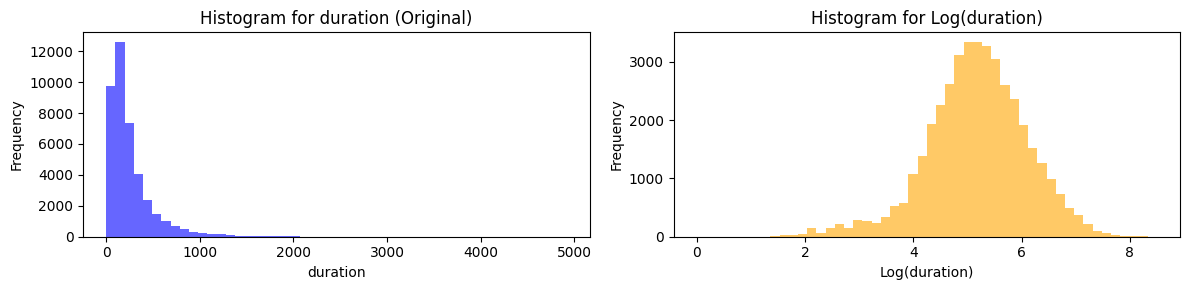 Histogram for duration (Original)
Frequency
12000
10000
8000
6000
4000
2000
0
0 1000 2000 3000 4000 5000
duration
Histogram for Log(duration)
Frequency
3000
2000
1000
0
0 2 4 6 8
Log(duration)